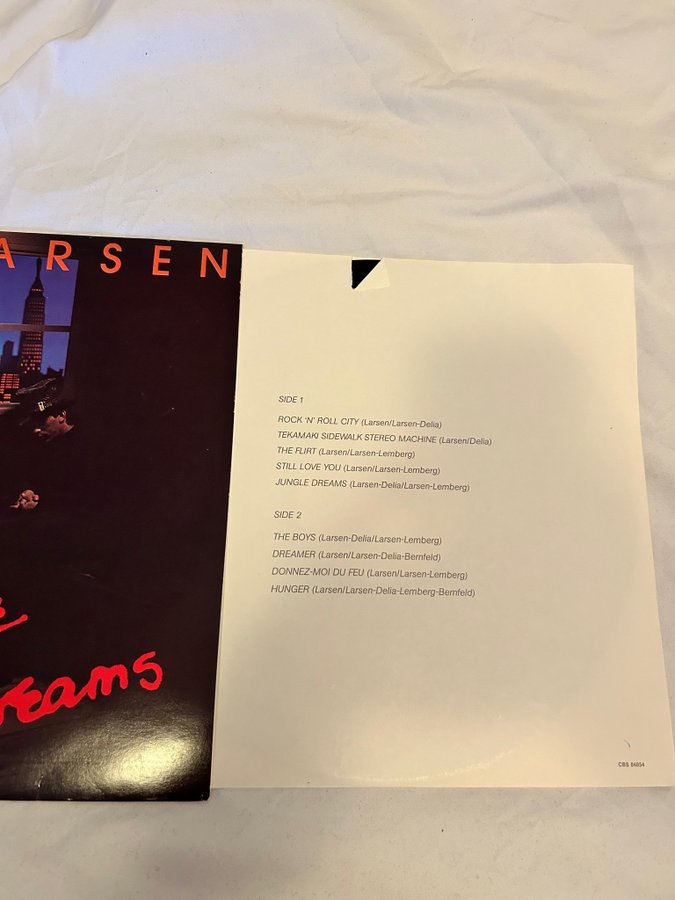 ARSEN
reams
SIDE 1
ROCK 'N' ROLL CITY (Larsen/Larsen-Delia)
TEKAMAKI SIDEWALK STEREO MACHINE (Larsen/Delia)
THE FLIRT (Larsen/Larsen-Lemberg)
STILL LOVE YOU (Larsen/Larsen-Lemberg)
JUNGLE DREAMS (Larsen-Delia/Larsen-Lemberg)
SIDE 2
THE BOYS (Larsen-Delia/Larsen-Lemberg)
DREAMER (Larsen/Larsen-Delia-Bernfeld)
DONNEZ-MOI DU FEU (Larsen/Larsen-Lemberg)
HUNGER (Larsen/Larsen-Delia-Lemberg-Bernfeld)
CBS 84854